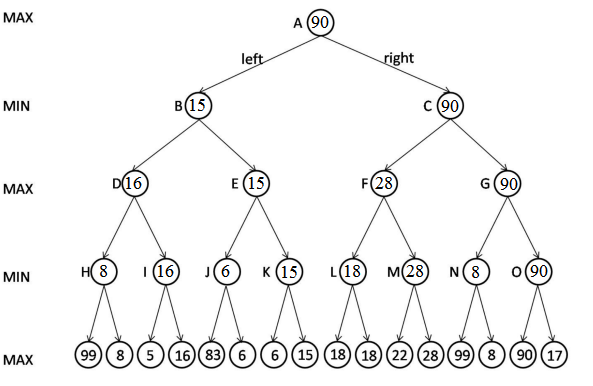 MAX A 90
left right
MIN B 15 C 90
MAX D 16 E 15 F 28 G 90
MIN H 8 I 16 J 6 K 15 L 18 M 28 N 8 O 90
MAX 99 8 5 16 83 6 6 15 18 18 22 28 99 8 90 17